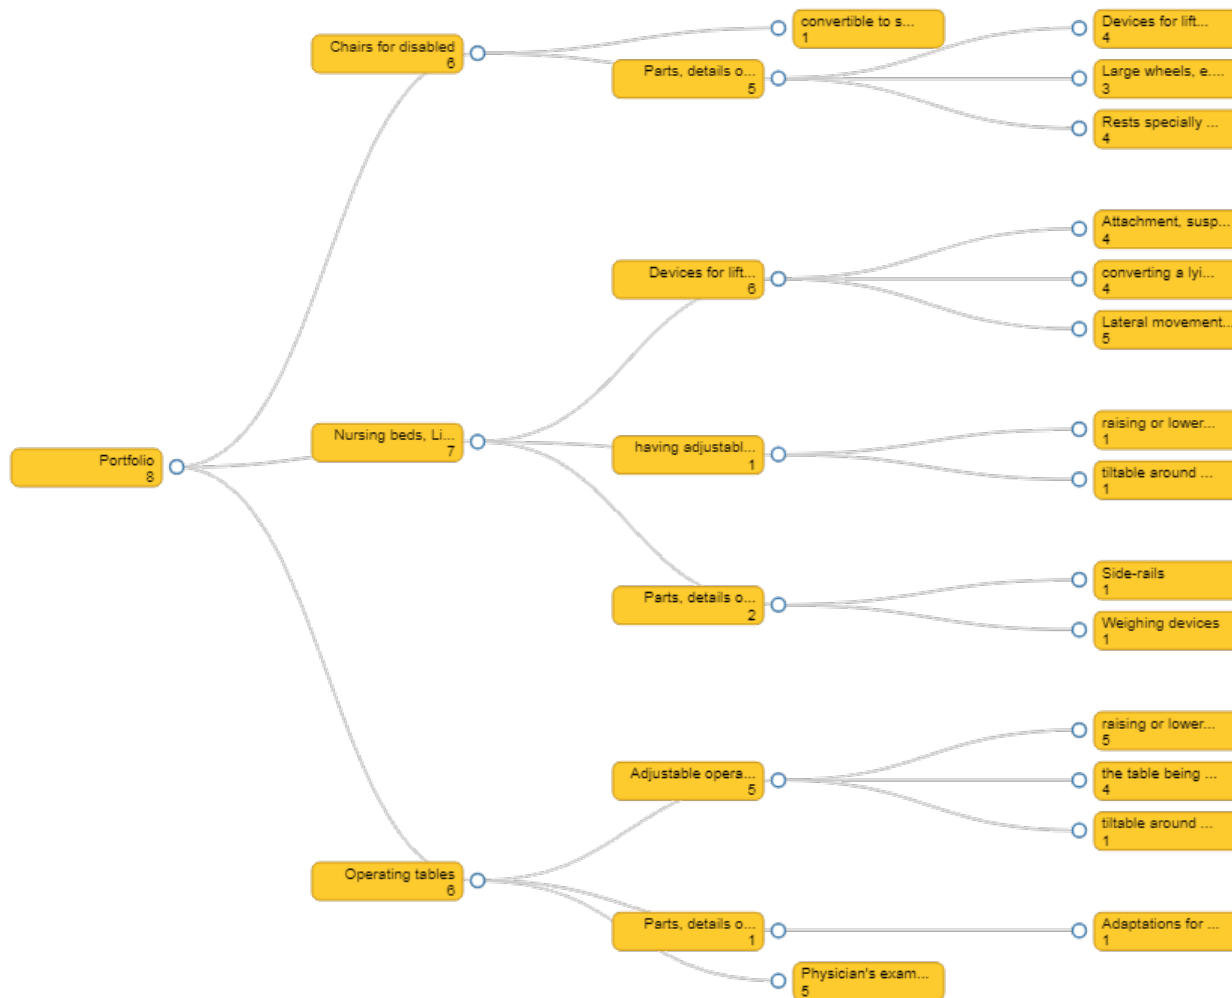 convertible to s...
1
Devices for lift...
4
Chairs for disabled
6
Parts, details o...
5
Large wheels, e....
3
Rests specially ...
4
Attachment, susp...
4
Devices for lift...
6
converting a lyi...
4
Lateral movement...
5
Nursing beds, Li...
7
raising or lower...
1
having adjustabl...
1
tiltable around ...
1
Portfolio
8
Side-rails
1
Parts, details o...
2
Weighing devices
1
raising or lower...
5
Adjustable opera...
5
the table being ...
4
tiltable around ...
1
Operating tables
6
Parts, details o...
1
Adaptations for ...
1
Physician's exam...
5